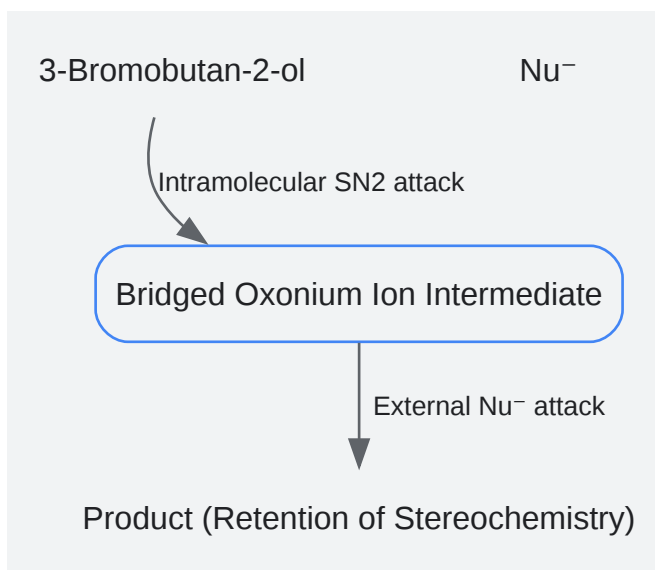 3-Bromobutan-2-ol
Nu⁻
Intramolecular SN2 attack
Bridged Oxonium Ion Intermediate
External Nu⁻ attack
Product (Retention of Stereochemistry)